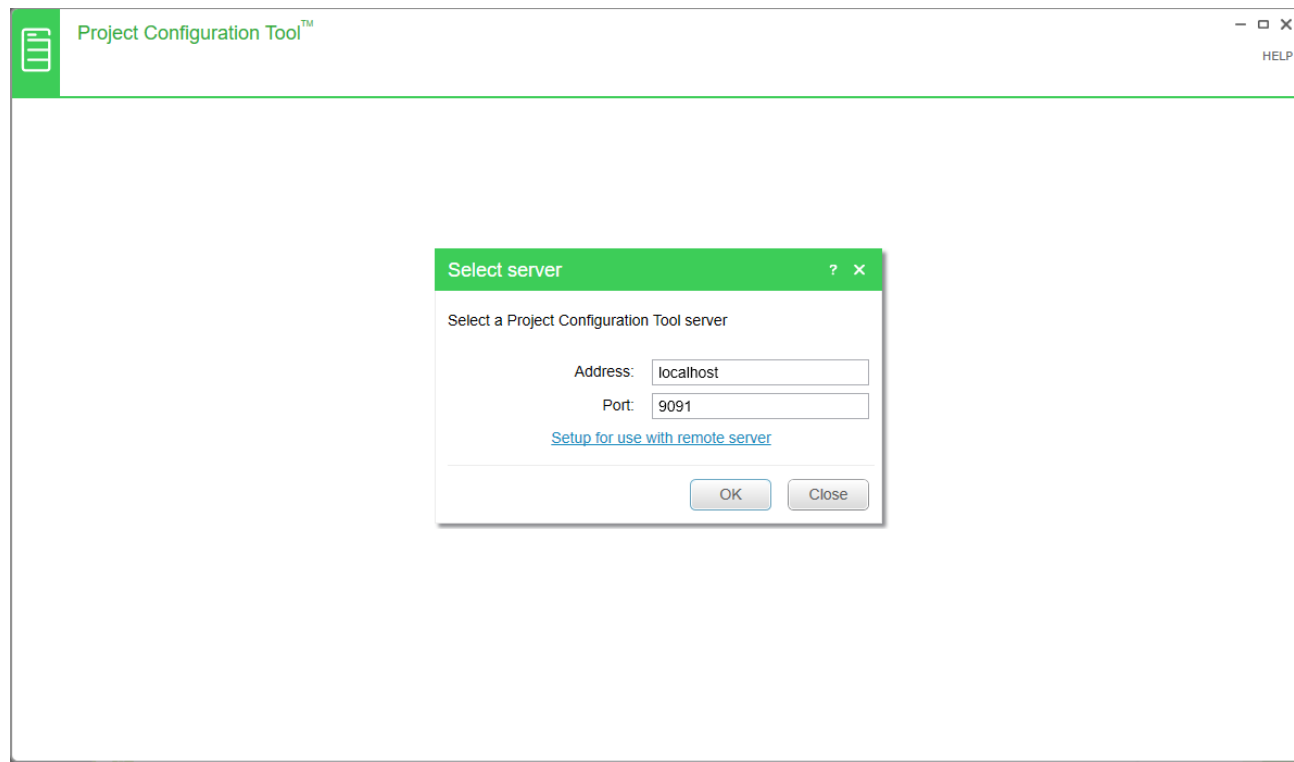 Project Configuration Tool™
HELP
Select server
?
Select a Project Configuration Tool server
Address: localhost
Port: 9091
Setup for use with remote server
OK Close